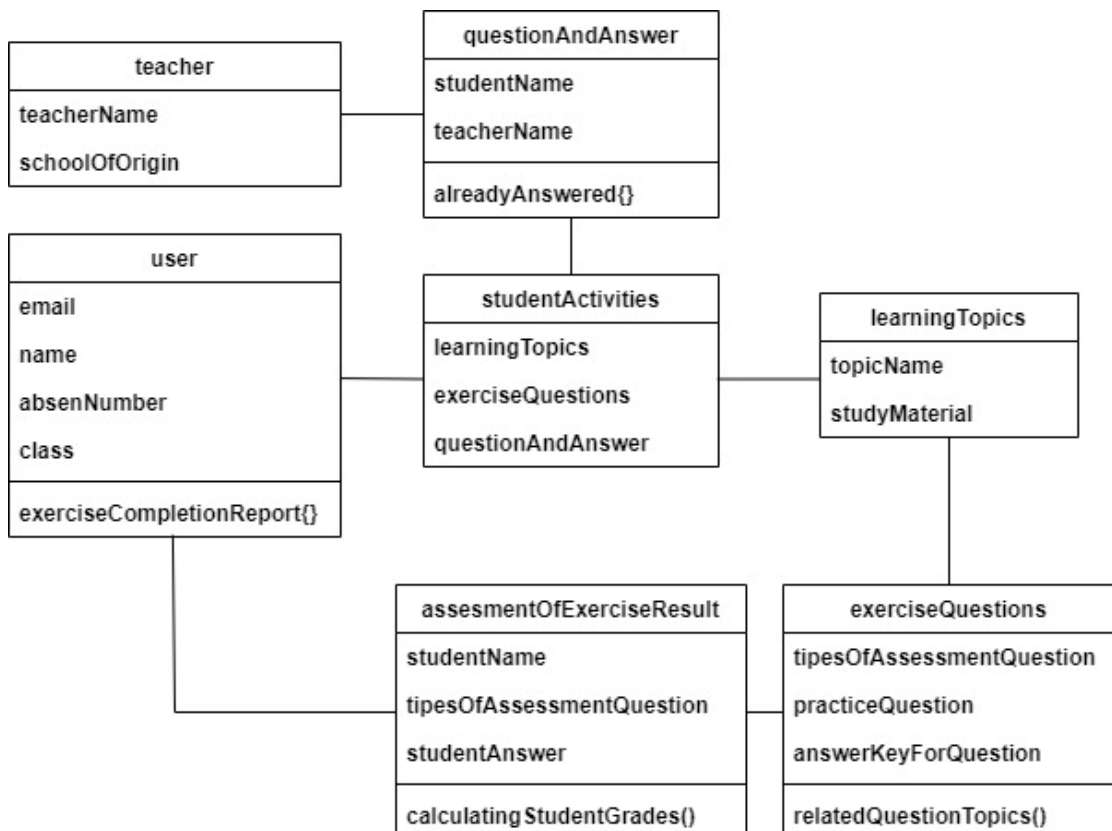 teacher
teacherName
schoolOfOrigin
questionAndAnswer
studentName
teacherName
alreadyAnswered{}
user
email
name
absenNumber
class
exerciseCompletionReport{}
studentActivities
learningTopics
exerciseQuestions
questionAndAnswer
learningTopics
topicName
studyMaterial
assesmentOfExerciseResult
studentName
tipesOfAssessmentQuestion
studentAnswer
calculatingStudentGrades()
exerciseQuestions
tipesOfAssessmentQuestion
practiceQuestion
answerKeyForQuestion
relatedQuestionTopics()